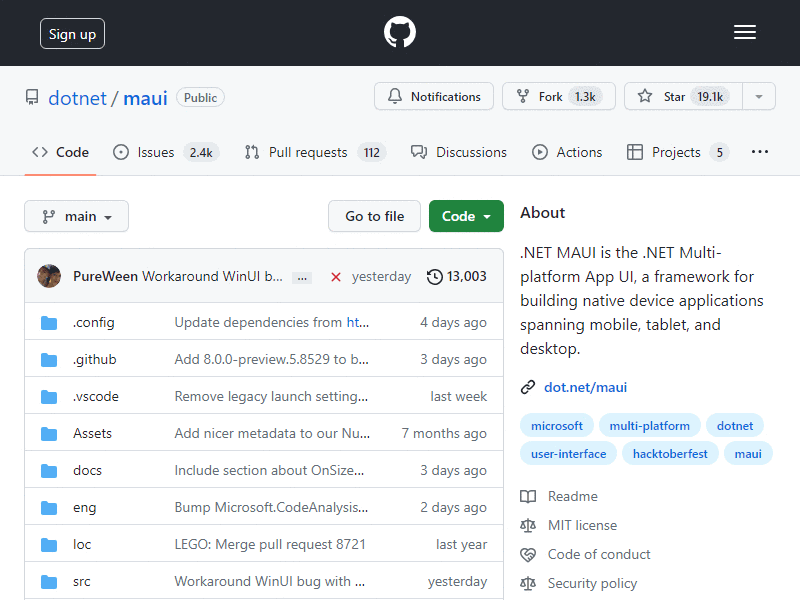 Sign up
dotnet / maui Public
Notifications Fork 1.3k Star 19.1k
Code Issues 2.4k Pull requests 112 Discussions Actions Projects 5 ...
main Go to file Code
PureWeen Workaround WinUI b... ... yesterday 13,003
.config Update dependencies from ht... 4 days ago
.github Add 8.0.0-preview.5.8529 to b... 3 days ago
.vscode Remove legacy launch setting... last week
Assets Add nicer metadata to our Nu... 7 months ago
docs Include section about OnSize... 3 days ago
eng Bump Microsoft.CodeAnalysis... 2 days ago
loc LEGO: Merge pull request 8721 last year
src Workaround WinUI bug with ... yesterday
About
.NET MAUI is the .NET Multi-
platform App UI, a framework for
building native device applications
spanning mobile, tablet, and
desktop.
dot.net/maui
microsoft multi-platform dotnet
user-interface hacktoberfest maui
Readme
MIT license
Code of conduct
Security policy